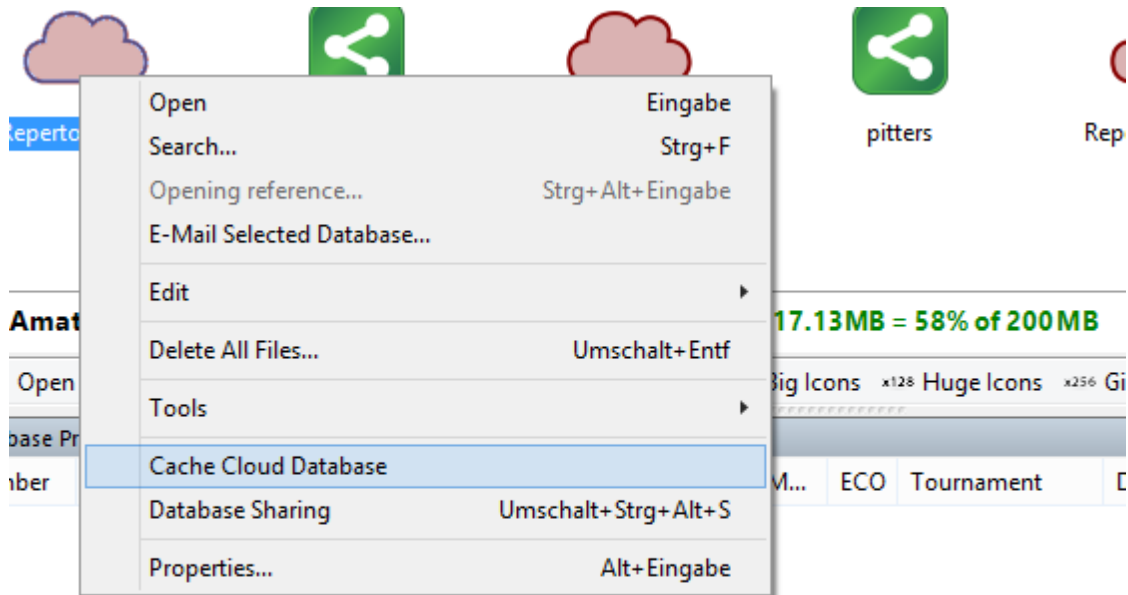 Reperto
pitters
Rep
Open Eingabe
Search... Strg+F
Opening reference... Strg+Alt+Eingabe
E-Mail Selected Database...
Edit
Amat 17.13MB = 58% of 200MB
Delete All Files... Umschalt+Entf
Open Big Icons x128 Huge Icons x256 Gi
Tools
base Pr
Cache Cloud Database
nber M... ECO Tournament D
Database Sharing Umschalt+Strg+Alt+S
Properties... Alt+Eingabe